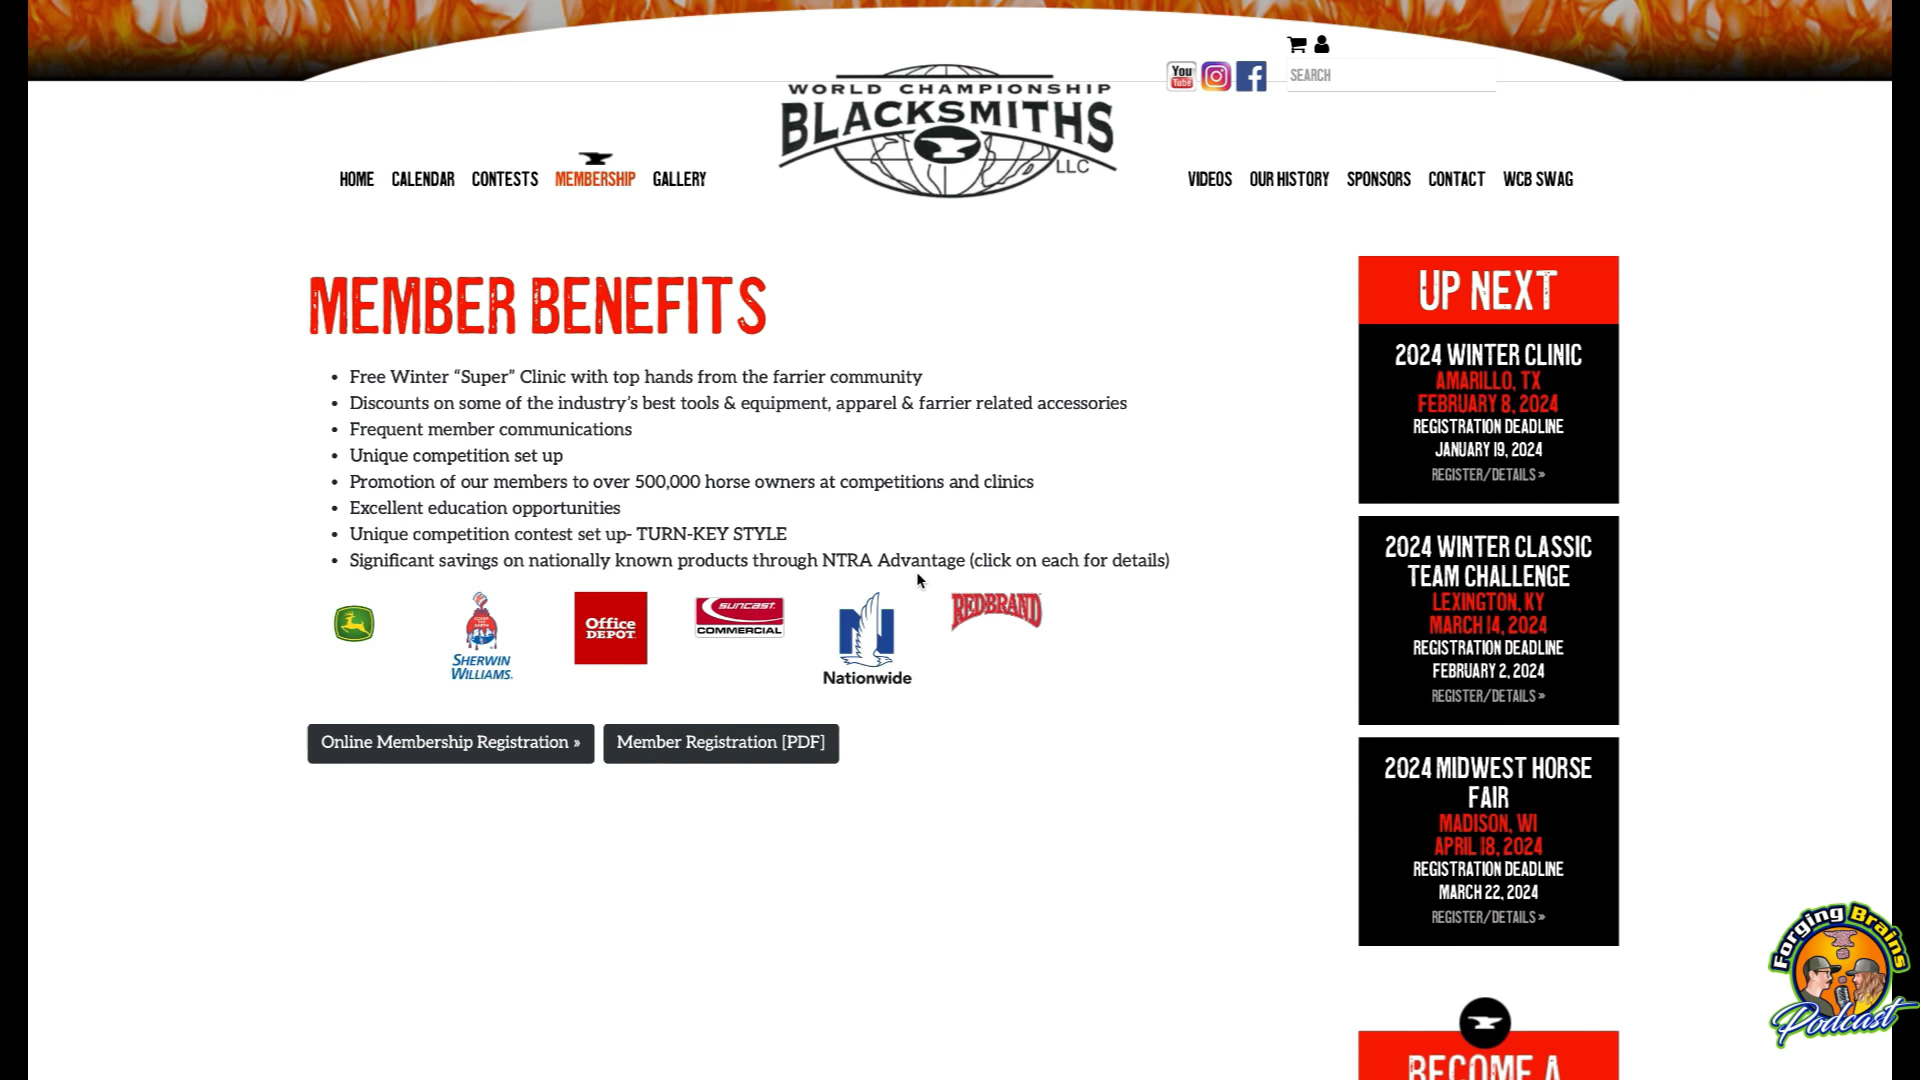 You
Tube
SEARCH
WORLD CHAMPIONSHIP
BLACKSMITHS
LLC
HOME CALENDAR CONTESTS MEMBERSHIP GALLERY
VIDEOS OUR HISTORY SPONSORS CONTACT WCB SWAG
MEMBER BENEFITS
• Free Winter “Super” Clinic with top hands from the farrier community
• Discounts on some of the industry’s best tools & equipment, apparel & farrier related accessories
• Frequent member communications
• Unique competition set up
• Promotion of our members to over 500,000 horse owners at competitions and clinics
• Excellent education opportunities
• Unique competition contest set up- TURN-KEY STYLE
• Significant savings on nationally known products through NTRA Advantage (click on each for details)
SHERWIN
WILLIAMS.
Office
DEPOT
SUNCAST
COMMERCIAL
N
Nationwide
REDBRAND
Online Membership Registration »
Member Registration [PDF]
UP NEXT
2024 WINTER CLINIC
AMARILLO, TX
FEBRUARY 8, 2024
REGISTRATION DEADLINE
JANUARY 19, 2024
REGISTER/DETAILS »
2024 WINTER CLASSIC
TEAM CHALLENGE
LEXINGTON, KY
MARCH 14, 2024
REGISTRATION DEADLINE
FEBRUARY 2, 2024
REGISTER/DETAILS »
2024 MIDWEST HORSE
FAIR
MADISON, WI
APRIL 18, 2024
REGISTRATION DEADLINE
MARCH 22, 2024
REGISTER/DETAILS »
BECOME A
Forging Brains
Podcast